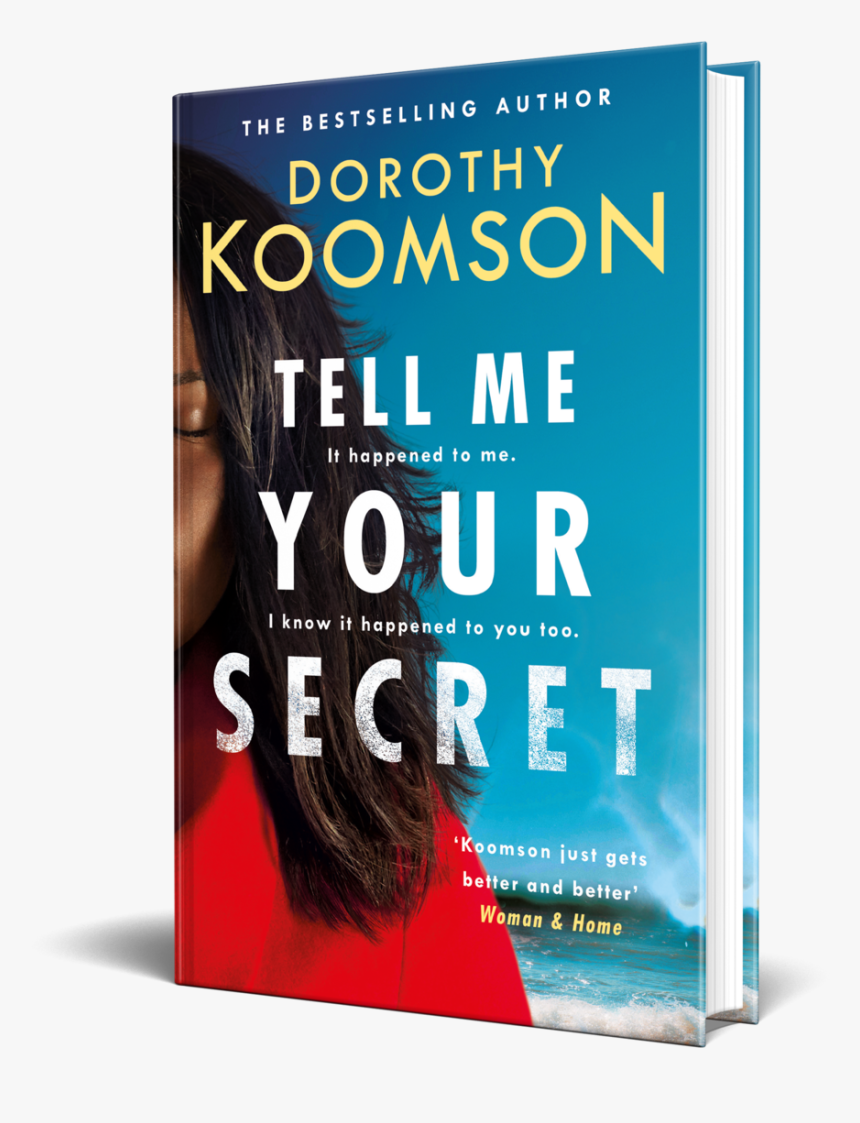 THE BESTSELLING AUTHOR
DOROTHY
KOOMSON
TELL ME
It happened to me.
YOUR
I know it happened to you too.
SECRET
‘Koomson just gets
better and better’
Woman & Home